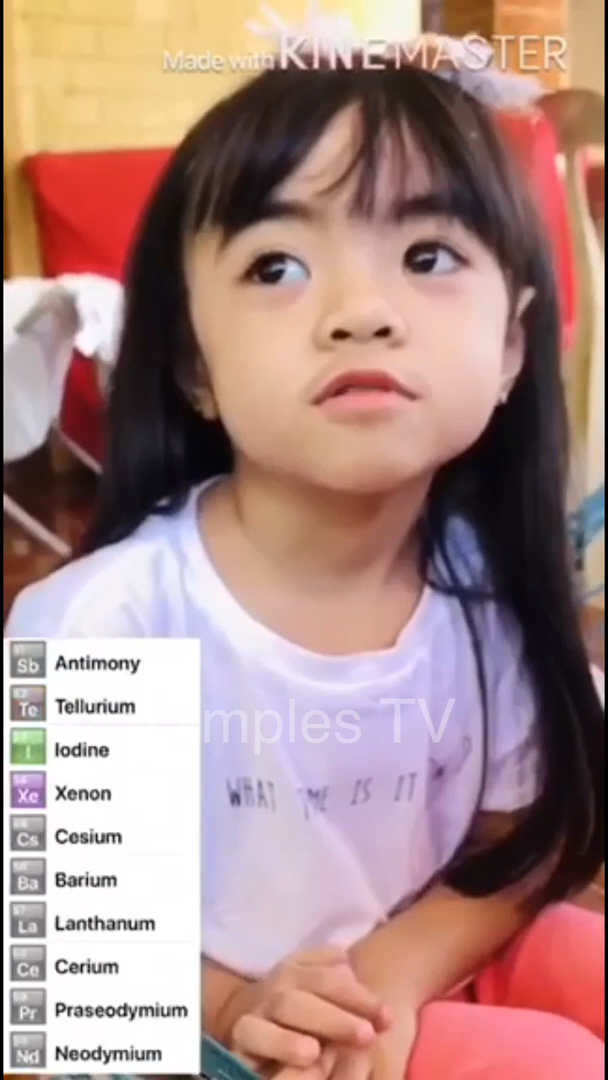 Made with KINEMASTER
Sb Antimony
Te Tellurium
I Iodine
Xe Xenon
Cs Cesium
Ba Barium
La Lanthanum
Ce Cerium
Pr Praseodymium
Nd Neodymium
mples TV
WHAT ME IS IT